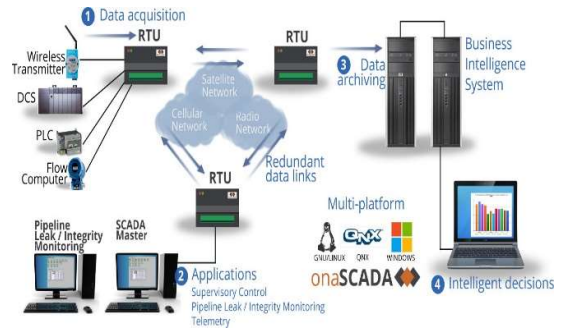 1 Data acquisition
RTU
RTU
Wireless
Transmitter
DCS
PLC
Flow
Computer
Satellite
Network
Cellular
Network
Radio
Network
3 Data
archiving
Business
Intelligence
System
Redundant
data links
RTU
Pipeline
Leak / Integrity
Monitoring
SCADA
Master
2 Applications
Supervisory Control
Pipeline Leak / Integrity Monitoring
Telemetry
Multi-platform
QNX
GNU/LINUX QNX WINDOWS
onaSCADA
4 Intelligent decisions